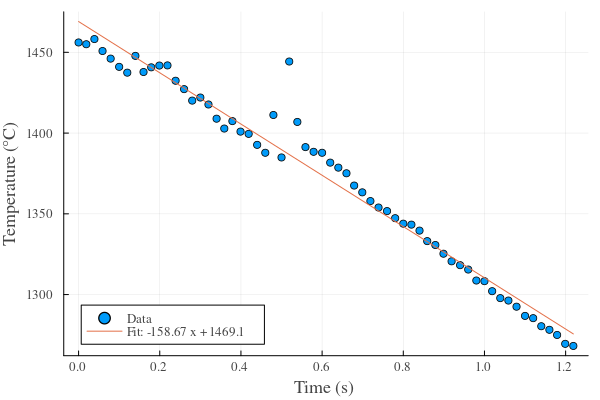 1450
1400
1350
1300
Temperature (°C)
Data
Fit: -158.67 x + 1469.1
0.0 0.2 0.4 0.6 0.8 1.0 1.2
Time (s)